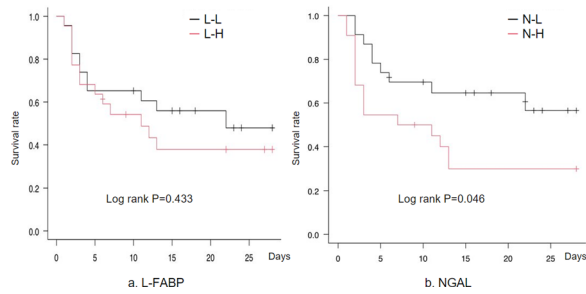 L-L
L-H
Survival rate
1.0
0.8
0.6
0.4
0.2
0.0
Log rank P=0.433
0 5 10 15 20 25 Days
a. L-FABP
N-L
N-H
Survival rate
1.0
0.8
0.6
0.4
0.2
0.0
Log rank P=0.046
0 5 10 15 20 25 Days
b. NGAL